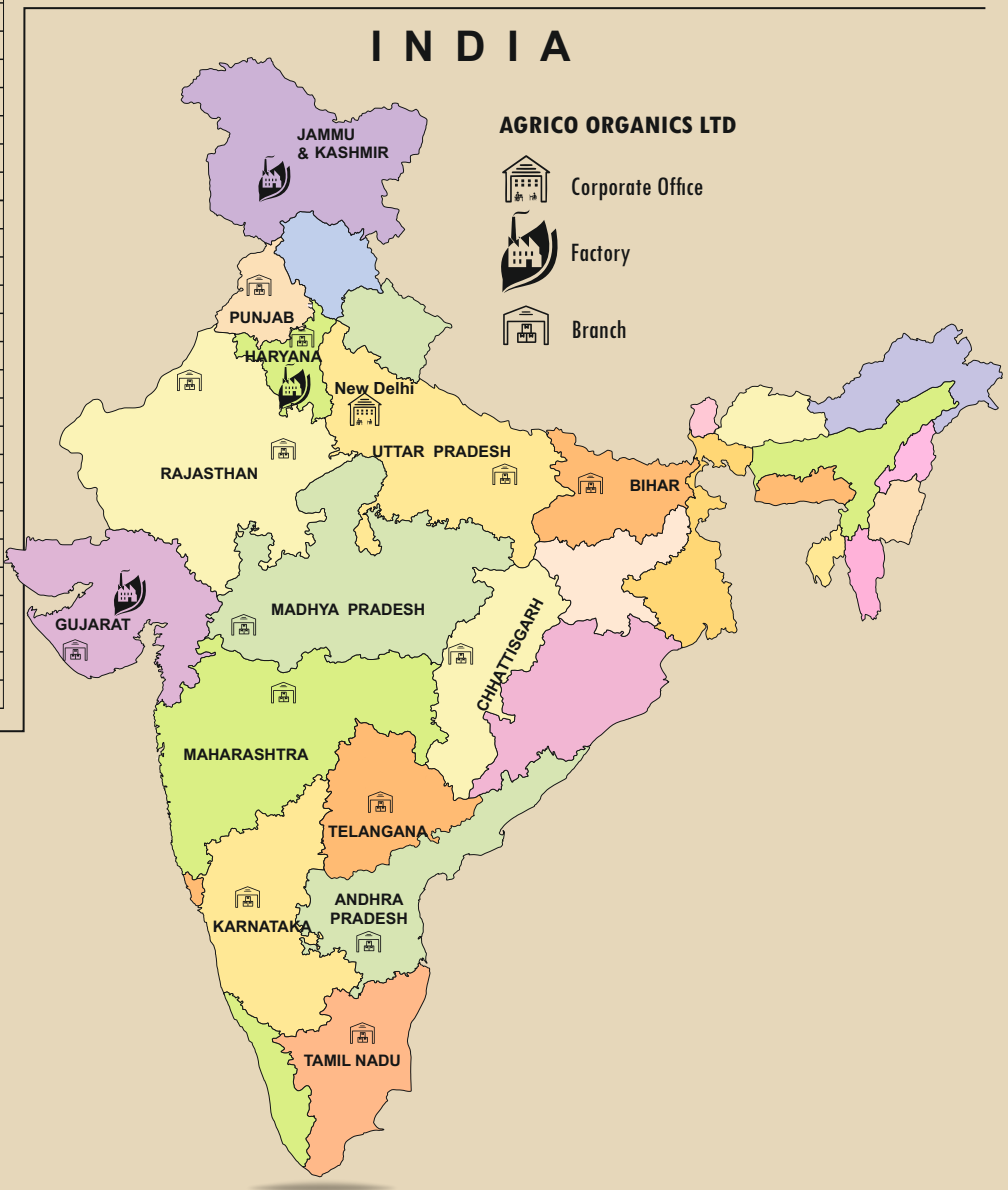 INDIA
AGRICO ORGANICS LTD
Corporate Office
Factory
Branch
JAMMU
& KASHMIR
PUNJAB
HARYANA
New Delhi
UTTAR PRADESH
RAJASTHAN
BIHAR
GUJARAT
MADHYA PRADESH
CHHATTISGARH
MAHARASHTRA
TELANGANA
ANDHRA
PRADESH
KARNATAKA
TAMIL NADU